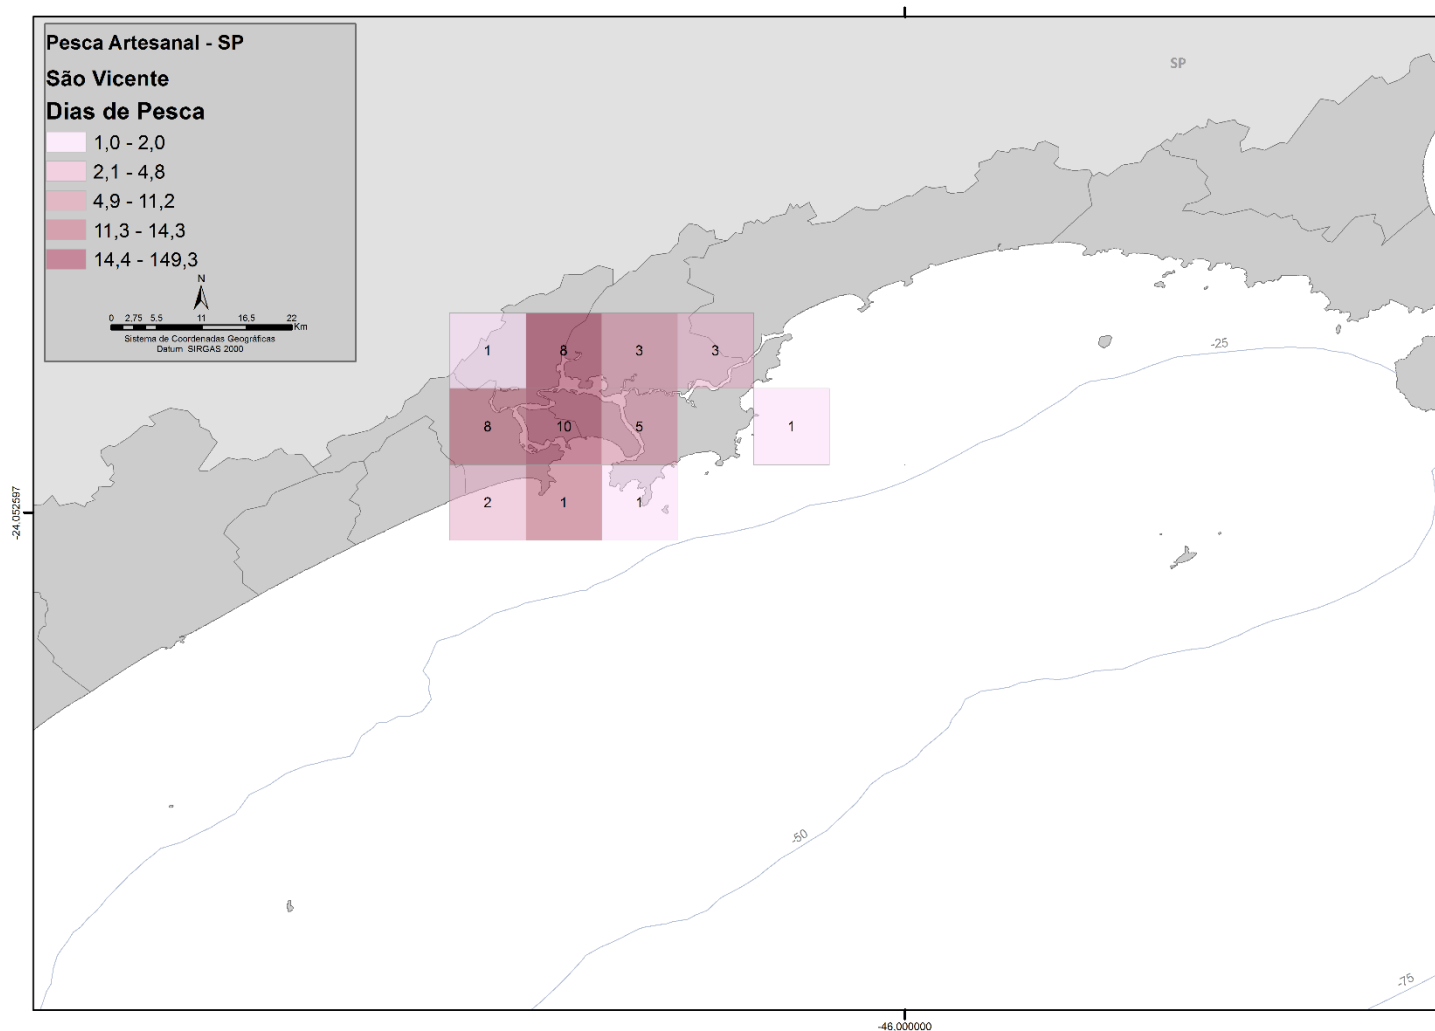 Pesca Artesanal - SP
São Vicente
Dias de Pesca
1,0 - 2,0
2,1 - 4,8
4,9 - 11,2
11,3 - 14,3
14,4 - 149,3
N
0 2,75 5,5 11 16,5 22
Km
Sistema de Coordenadas Geográficas
Datum SIRGAS 2000
SP
-25
1 8 3 3
8 10 5 1
2 1 1
-24.052597
-50
-75
-46.000000